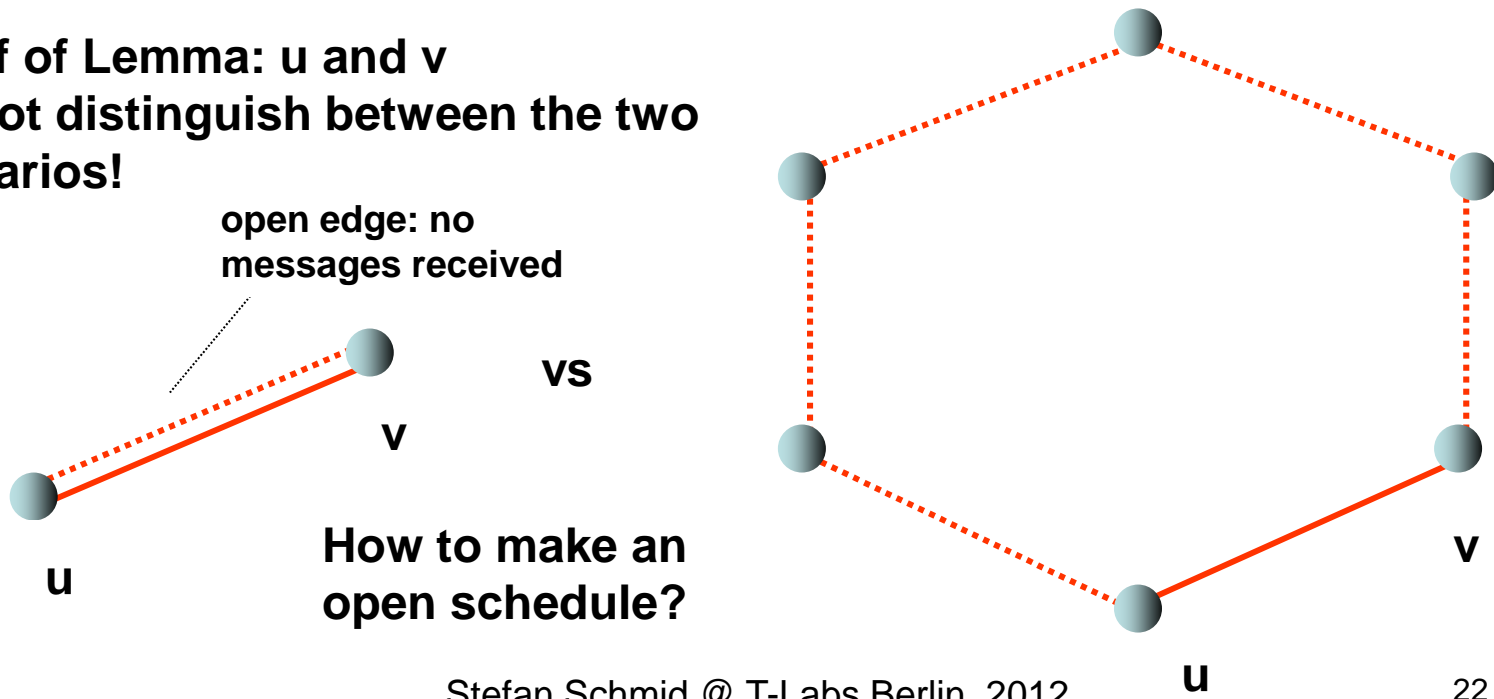 f of Lemma: u and v
ot distinguish between the two
arios!
open edge: no
messages received
vs
v
u
How to make an
open schedule?
v
u
Stefan Schmid @ T-Labs Berlin, 2012
22